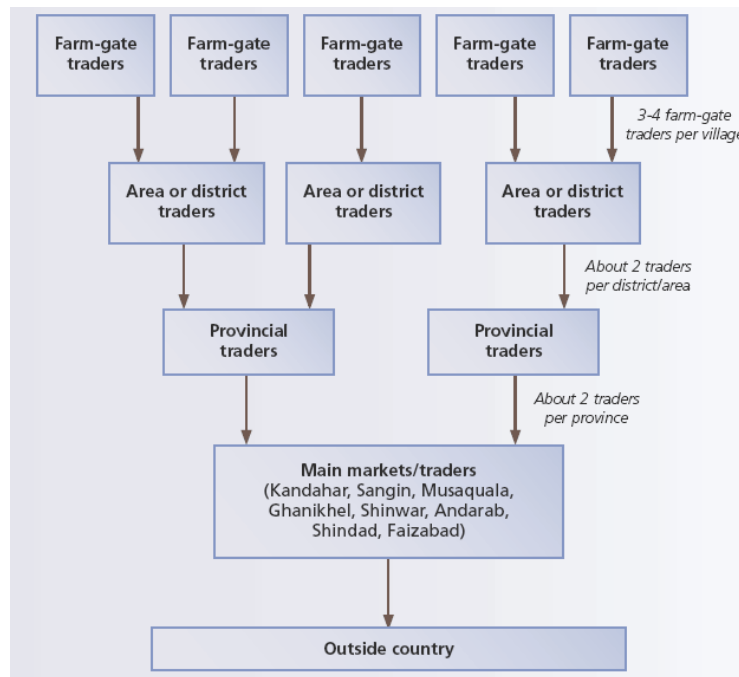 Farm-gate
traders
Farm-gate
traders
Farm-gate
traders
Farm-gate
traders
Farm-gate
traders
3-4 farm-gate
traders per village
Area or district
traders
Area or district
traders
Area or district
traders
About 2 traders
per district/area
Provincial
traders
Provincial
traders
About 2 traders
per province
Main markets/traders
(Kandahar, Sangin, Musaquala,
Ghanikhel, Shinwar, Andarab,
Shindad, Faizabad)
Outside country